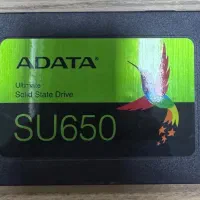 ADATA
Ultimate
Solid State Drive
SU650